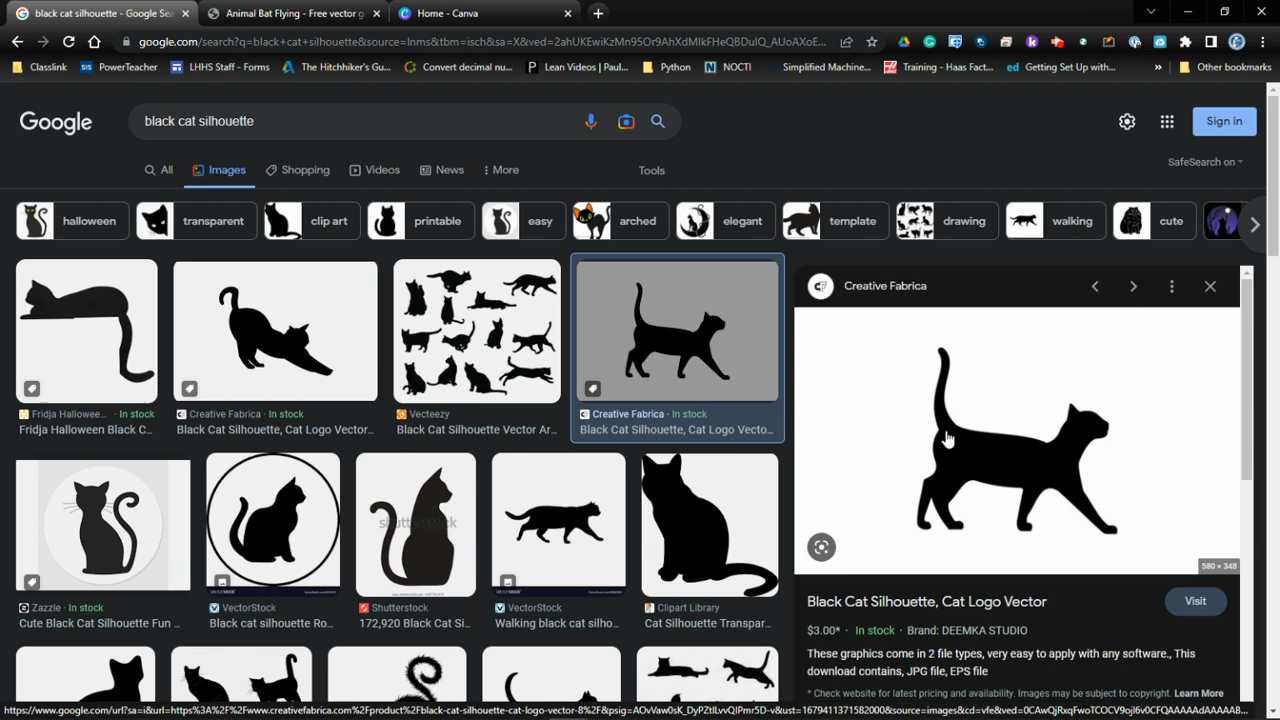 black cat silhouette - Google Sea
Animal Bat Flying - Free vector g
Home - Canva
google.com/search?q=black+cat+silhouette&source=lnms&tbm=isch&sa=X&ved=2ahUKEwiKzMn95Or9AhXdMIkFHeQBDuIQ_AUoAXoE...
Classlink
SIS
PowerTeacher
LHHS Staff - Forms
The Hitchhiker's Gu...
Convert decimal nu...
Lean Videos | Paul...
Python
NOCTI
Simplified Machine...
Training - Haas Fact...
ed
Getting Set Up with...
»
Other bookmarks
Google
black cat silhouette
Sign in
All
Images
Shopping
Videos
News
More
Tools
SafeSearch on
halloween
transparent
clip art
printable
easy
arched
elegant
template
drawing
walking
cute
Creative Fabrica
Fridja Hallowee... · In stock
Fridja Halloween Black C...
Creative Fabrica · In stock
Black Cat Silhouette, Cat Logo Vector...
Vecteezy
Black Cat Silhouette Vector Ar...
Creative Fabrica · In stock
Black Cat Silhouette, Cat Logo Vecto...
shutterstock
580 × 348
Zazzle · In stock
Cute Black Cat Silhouette Fun ...
VectorStock
Black cat silhouette Ro...
Shutterstock
172,920 Black Cat Si...
VectorStock
Walking black cat silho...
Clipart Library
Cat Silhouette Transpar...
Black Cat Silhouette, Cat Logo Vector
Visit
$3.00* · In stock · Brand: DEEMKA STUDIO
These graphics come in 2 file types, very easy to apply with any software., This
download contains, JPG file, EPS file
* Check website for latest pricing and availability. Images may be subject to copyright. Learn More